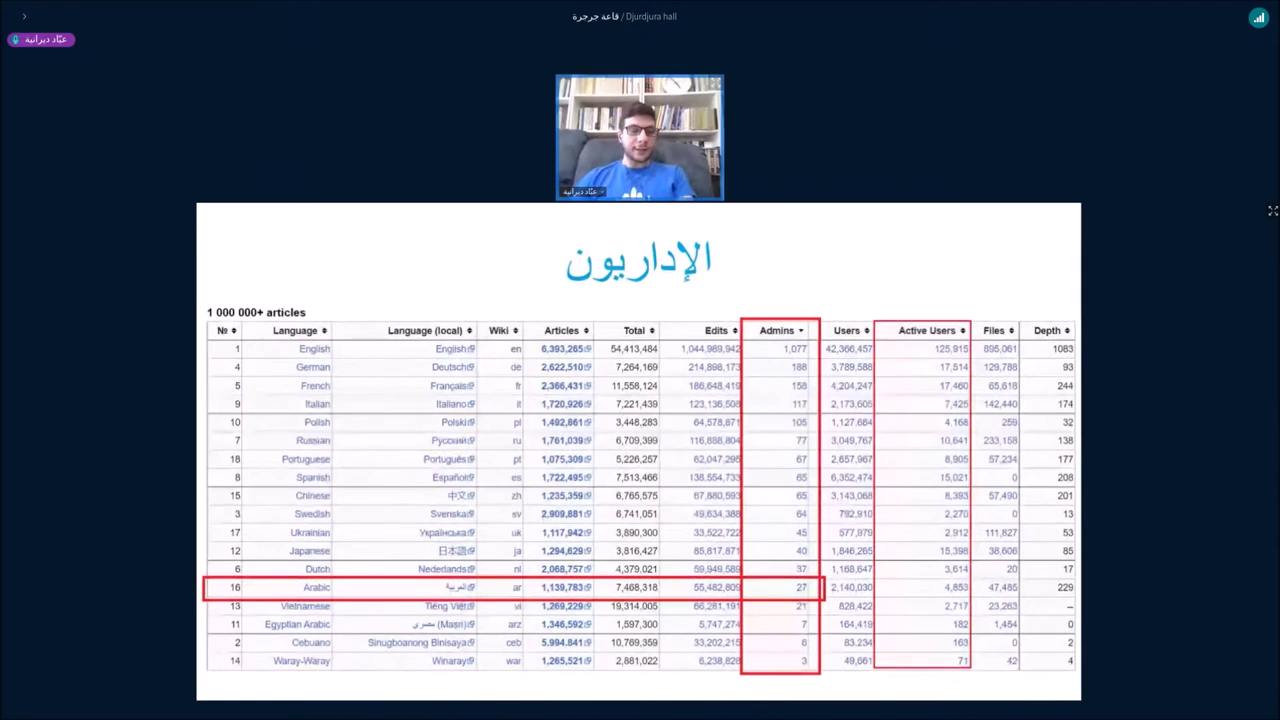 قاعة جرجرة / Djurdjura hall
عبّاد ديرانية
عبّاد ديرانية
الإداريون
1 000 000+ articles
№ Language Language (local) Wiki Articles Total Edits Admins Users Active Users Files Depth
1 English English en 6,393,265 54,413,484 1,044,989,942 1,077 42,366,457 125,915 895,061 1083
4 German Deutsch de 2,622,510 7,264,169 214,898,173 188 3,789,588 17,514 129,788 93
5 French Français fr 2,366,431 11,558,124 186,648,419 158 4,204,247 17,460 65,618 244
9 Italian Italiano it 1,720,926 7,221,439 123,136,508 117 2,173,605 7,425 142,440 174
10 Polish Polski pl 1,492,861 3,448,283 64,578,871 105 1,127,664 4,168 259 32
7 Russian Русский ru 1,761,039 6,709,399 116,888,804 77 3,049,767 10,641 233,158 138
18 Portuguese Português pt 1,075,309 5,226,257 62,047,295 67 2,657,967 8,905 57,234 177
8 Spanish Español es 1,722,495 7,513,466 138,554,733 65 6,352,474 15,021 0 208
15 Chinese 中文 zh 1,235,359 6,765,575 67,880,593 65 3,143,068 8,393 57,490 201
3 Swedish Svenska sv 2,909,881 6,741,051 49,634,388 64 792,910 2,270 0 13
17 Ukrainian Українська uk 1,117,942 3,890,300 33,522,722 45 577,979 2,912 111,827 53
12 Japanese 日本語 ja 1,294,629 3,816,427 85,817,871 40 1,846,265 15,398 38,606 85
6 Dutch Nederlands nl 2,068,757 4,379,021 59,949,589 37 1,168,647 3,614 20 17
16 Arabic العربية ar 1,139,783 7,468,318 55,482,809 27 2,140,030 4,853 47,485 229
13 Vietnamese Tiếng Việt vi 1,269,229 19,314,005 66,281,191 21 828,422 2,717 23,263 --
11 Egyptian Arabic مصرى (Maṣri) arz 1,346,592 1,597,300 5,747,274 7 164,419 182 1,454 0
2 Cebuano Sinugboanong Binisaya ceb 5,994,841 10,769,359 33,202,215 6 83,234 163 0 2
14 Waray-Waray Winaray war 1,265,521 2,881,022 6,238,828 3 49,661 71 42 4